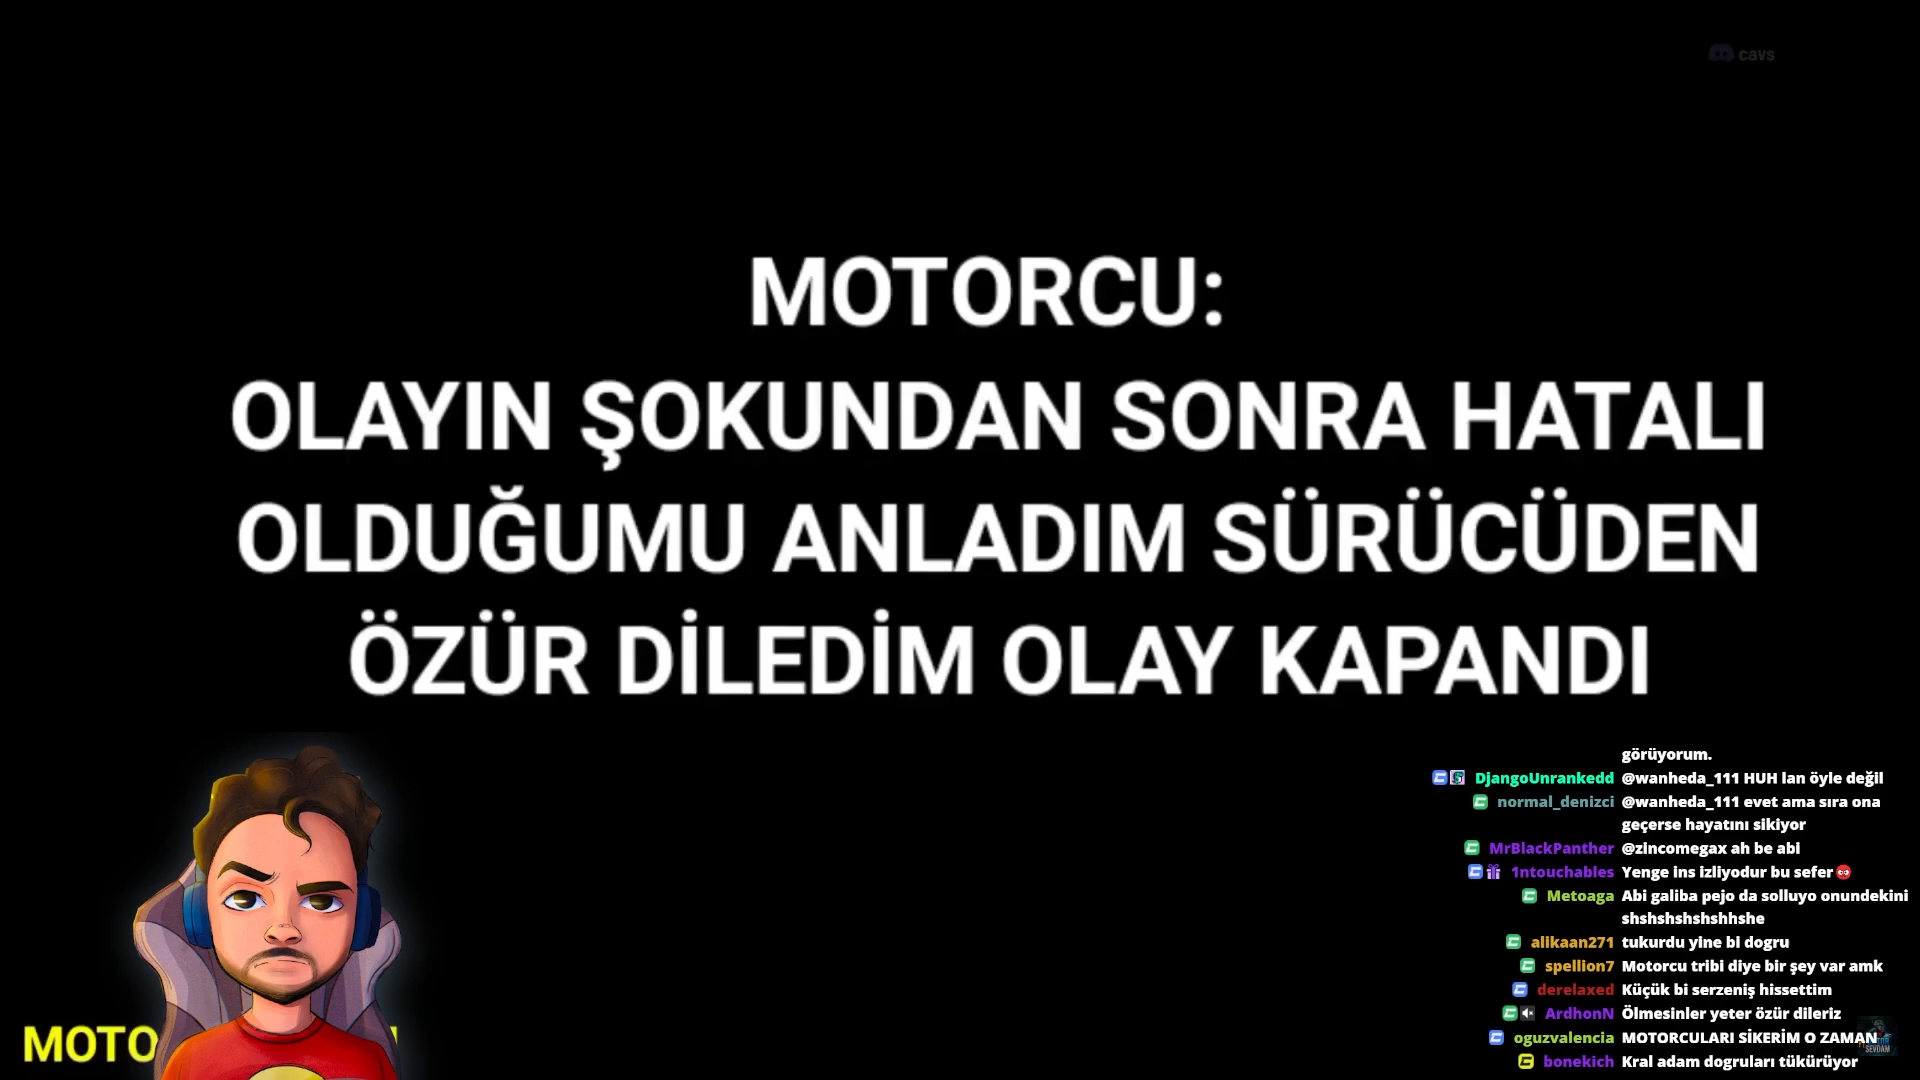 cavs
MOTORCU:
OLAYIN ŞOKUNDAN SONRA HATALI
OLDUĞUMU ANLADIM SÜRÜCÜDEN
ÖZÜR DİLEDİM OLAY KAPANDI
görüyorum.
DjangoUnrankedd @wanheda_111 HUH lan öyle değil
normal_denizci @wanheda_111 evet ama sıra ona
geçerse hayatını sikiyor
MrBlackPanther @zincomegax ah be abi
1ntouchables Yenge ins izliyodur bu sefer
Metoaga Abi galiba pejo da solluyo onundekini
shshshshshshhshe
alikaan271 tukurdu yine bi dogru
spellion7 Motorcu tribi diye bir şey var amk
derelaxed Küçük bi serzeniş hissettim
ArdhonN Ölmesinler yeter özür dileriz
oguzvalencia MOTORCULARI SİKERİM O ZAMAN
bonekich Kral adam dogruları tükürüyor
MOTO
SEVDAM